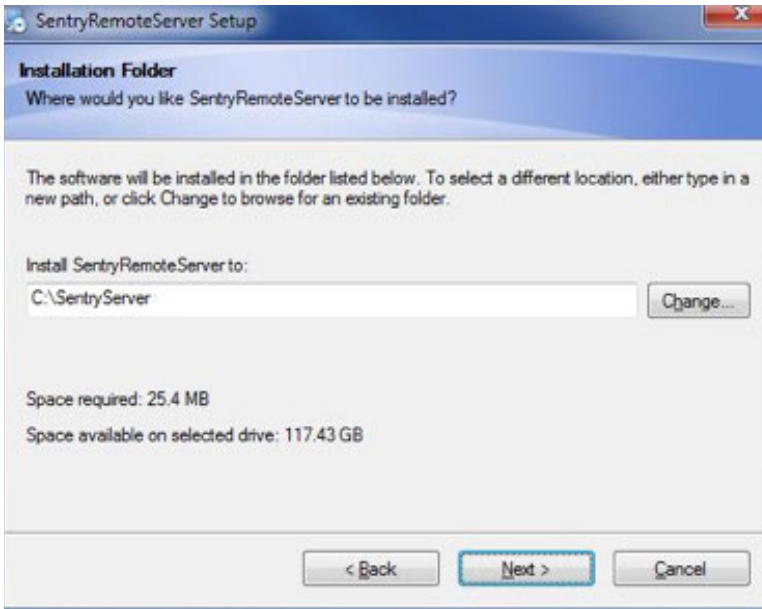 SentryRemoteServer Setup
Installation Folder
Where would you like SentryRemoteServer to be installed?
The software will be installed in the folder listed below. To select a different location, either type in a
new path, or click Change to browse for an existing folder.
Install SentryRemoteServer to:
C:\SentryServer
Change...
Space required: 25.4 MB
Space available on selected drive: 117.43 GB
< Back
Next >
Cancel